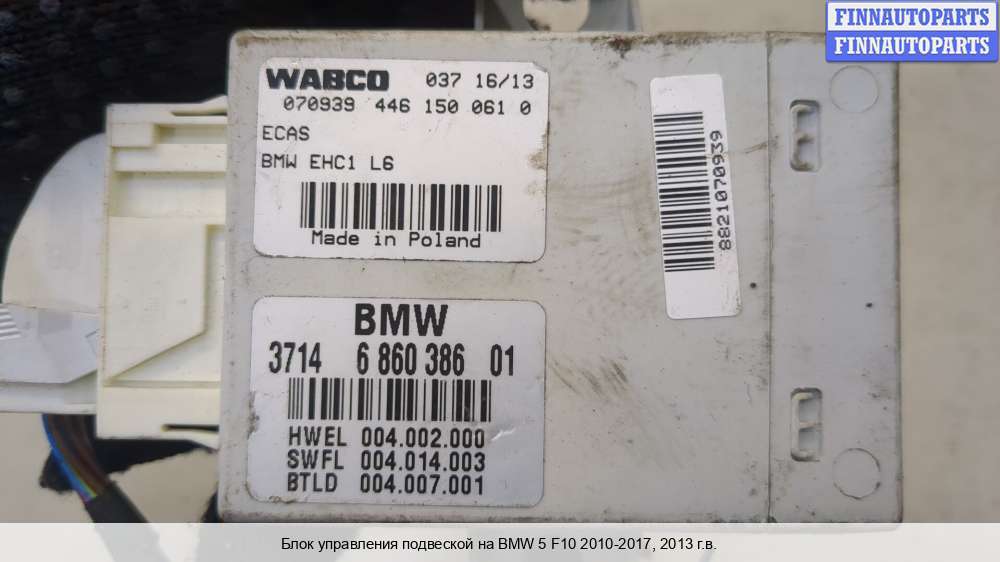 FINNAUTOPARTS
FINNAUTOPARTS
WABCO 037 16/13
070939 446 150 061 0
ECAS
BMW EHC1 L6
Made in Poland
8821070939
BMW
3714 6 860 386 01
HWEL 004.002.000
SWFL 004.014.003
BTLD 004.007.001
Блок управления подвеской на BMW 5 F10 2010-2017, 2013 г.в.